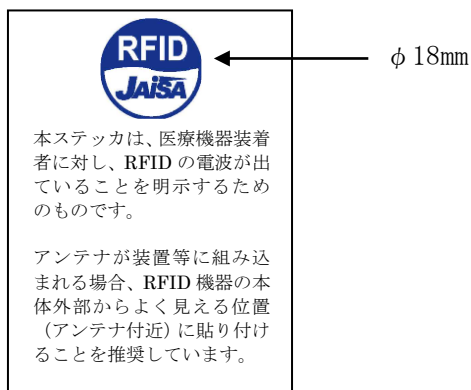 RFID
JAISA
φ18mm
本ステッカは、医療機器装着
者に対し、RFID の電波が出
ていることを明示するため
のものです。
アンテナが装置等に組み込
まれる場合、RFID 機器の本
体外部からよく見える位置
（アンテナ付近）に貼り付け
ることを推奨しています。